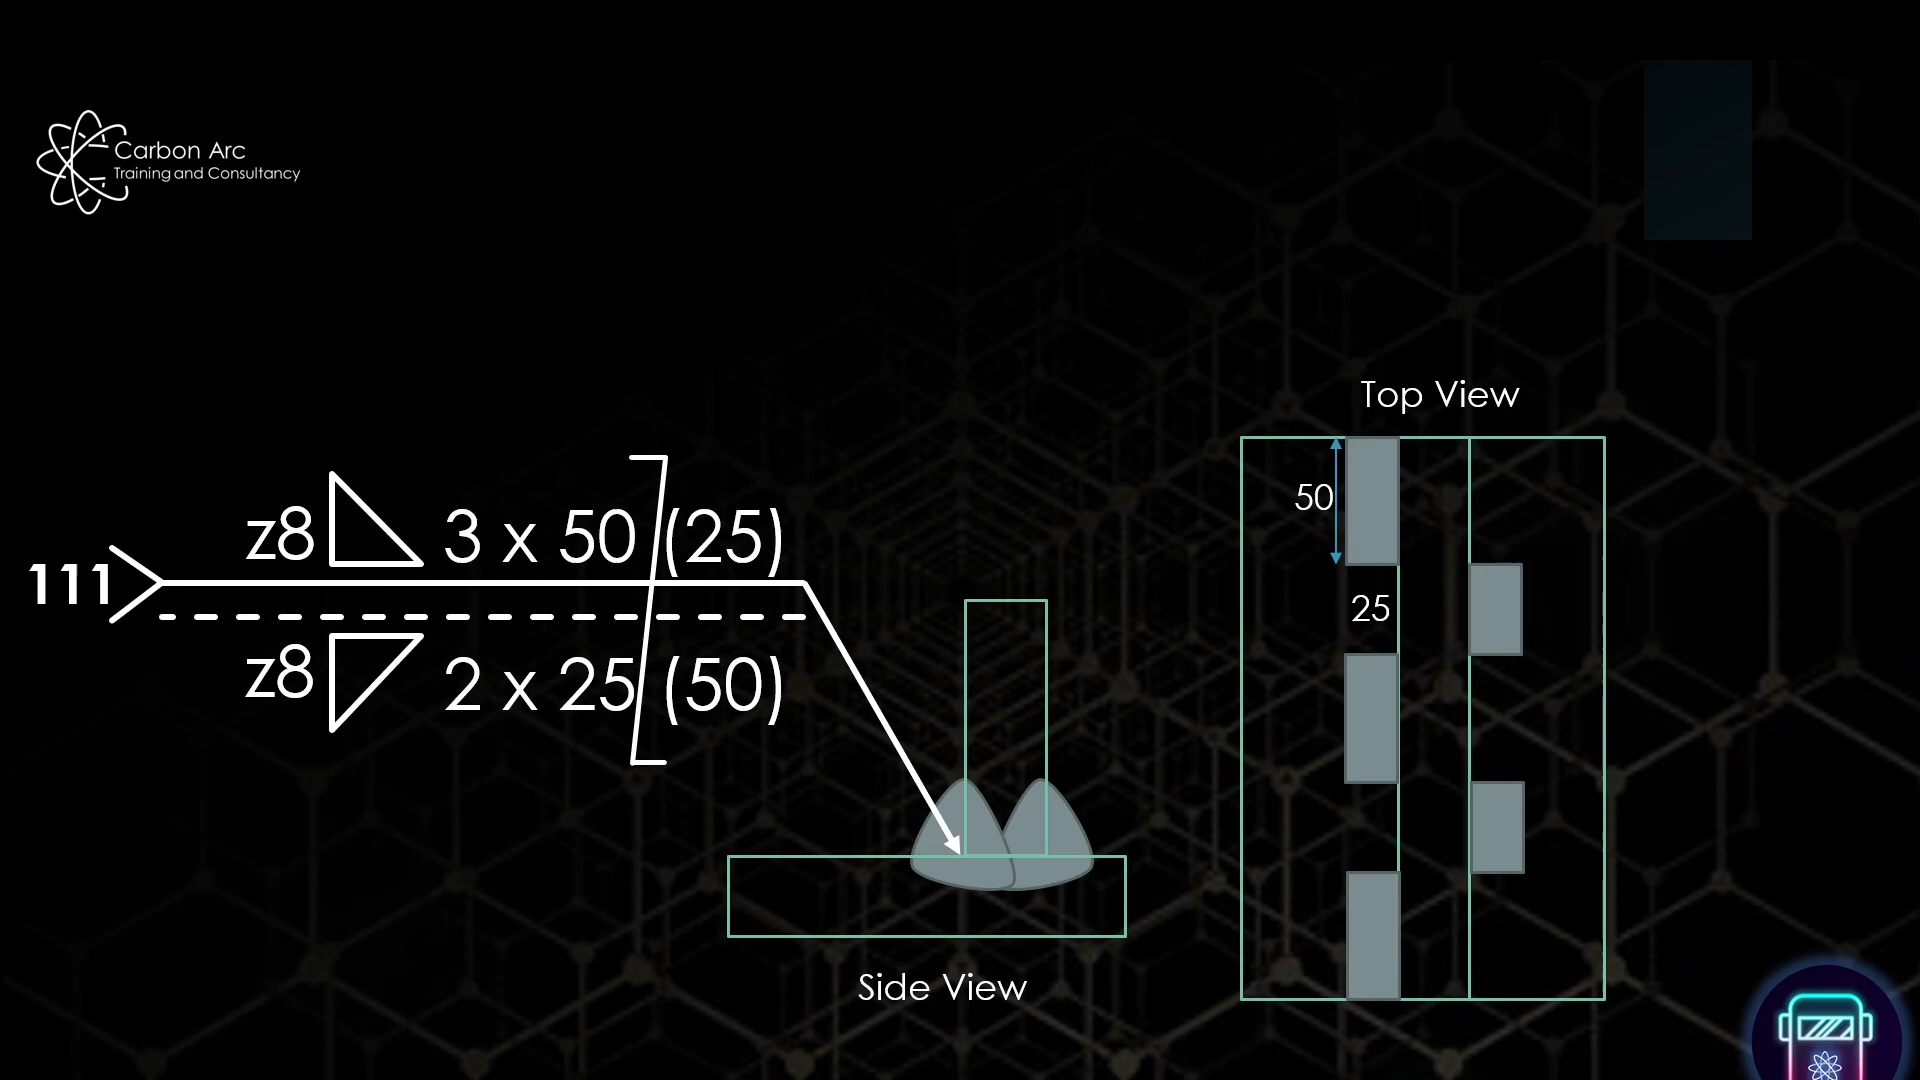 Carbon Arc
Training and Consultancy
Top View
z8 3 x 50 (25)
111
z8 2 x 25 (50)
50
25
Side View